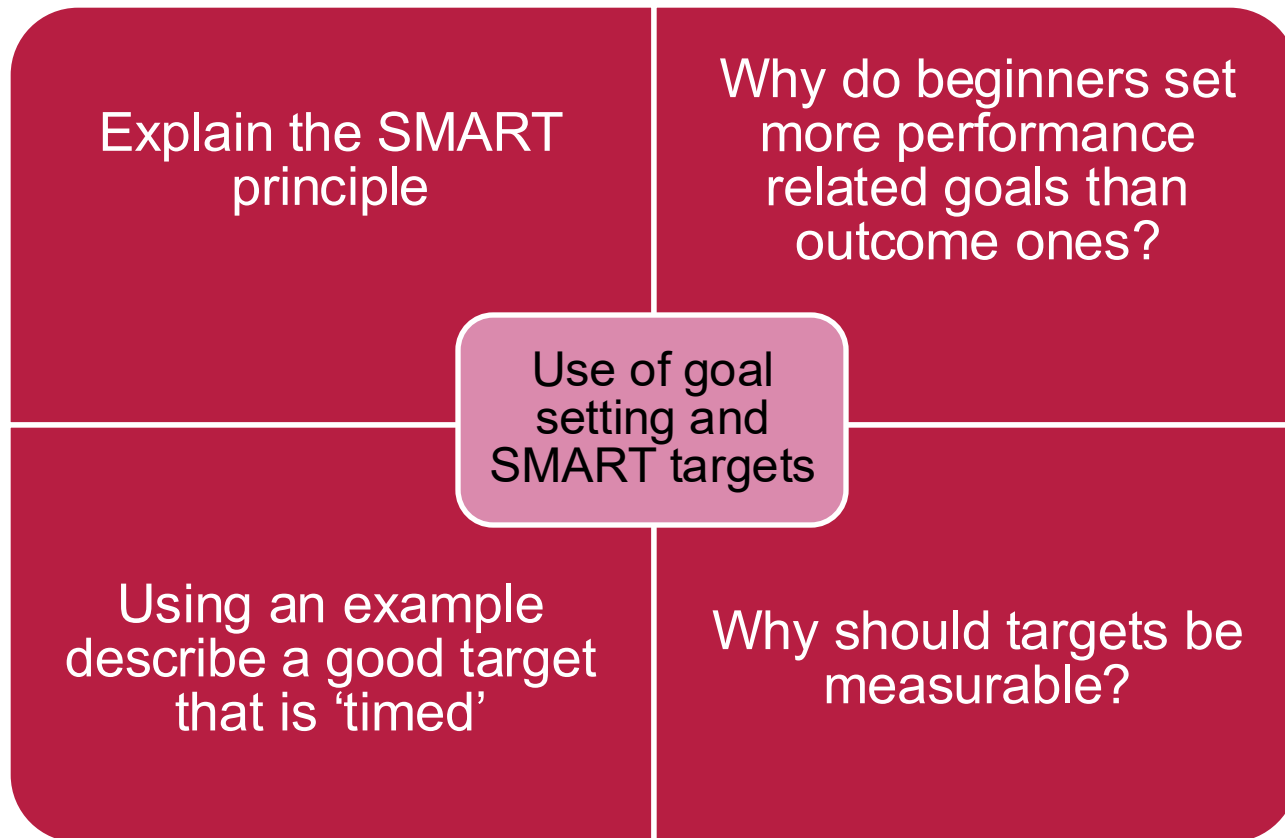 Explain the SMART
principle
Why do beginners set
more performance
related goals than
outcome ones?
Use of goal
setting and
SMART targets
Using an example
describe a good target
that is ‘timed’
Why should targets be
measurable?